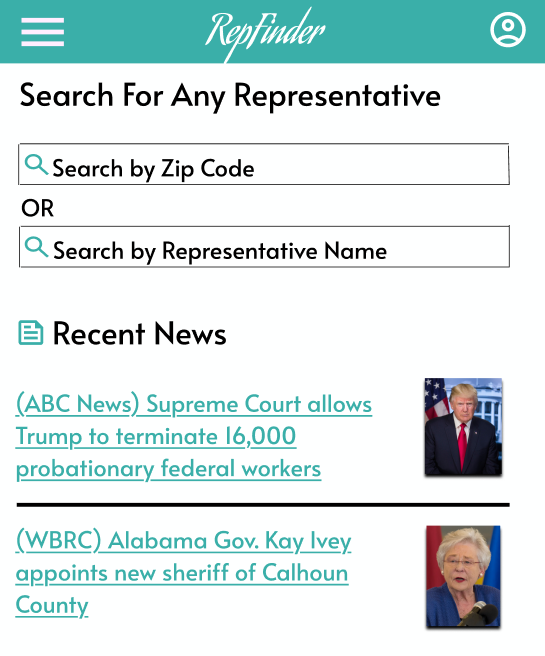 RepFinder
Search For Any Representative
Search by Zip Code
OR
Search by Representative Name
Recent News
(ABC News) Supreme Court allows
Trump to terminate 16,000
probationary federal workers
(WBRC) Alabama Gov. Kay Ivey
appoints new sheriff of Calhoun
County